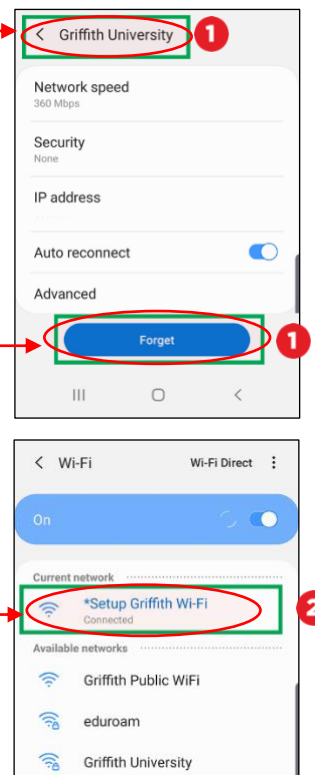 Griffith University 1
Network speed
360 Mbps
Security
None
IP address
Auto reconnect
Advanced
Forget 1
Wi-Fi Wi-Fi Direct
On
Current network
*Setup Griffith Wi-Fi 2
Connected
Available networks
Griffith Public WiFi
eduroam
Griffith University